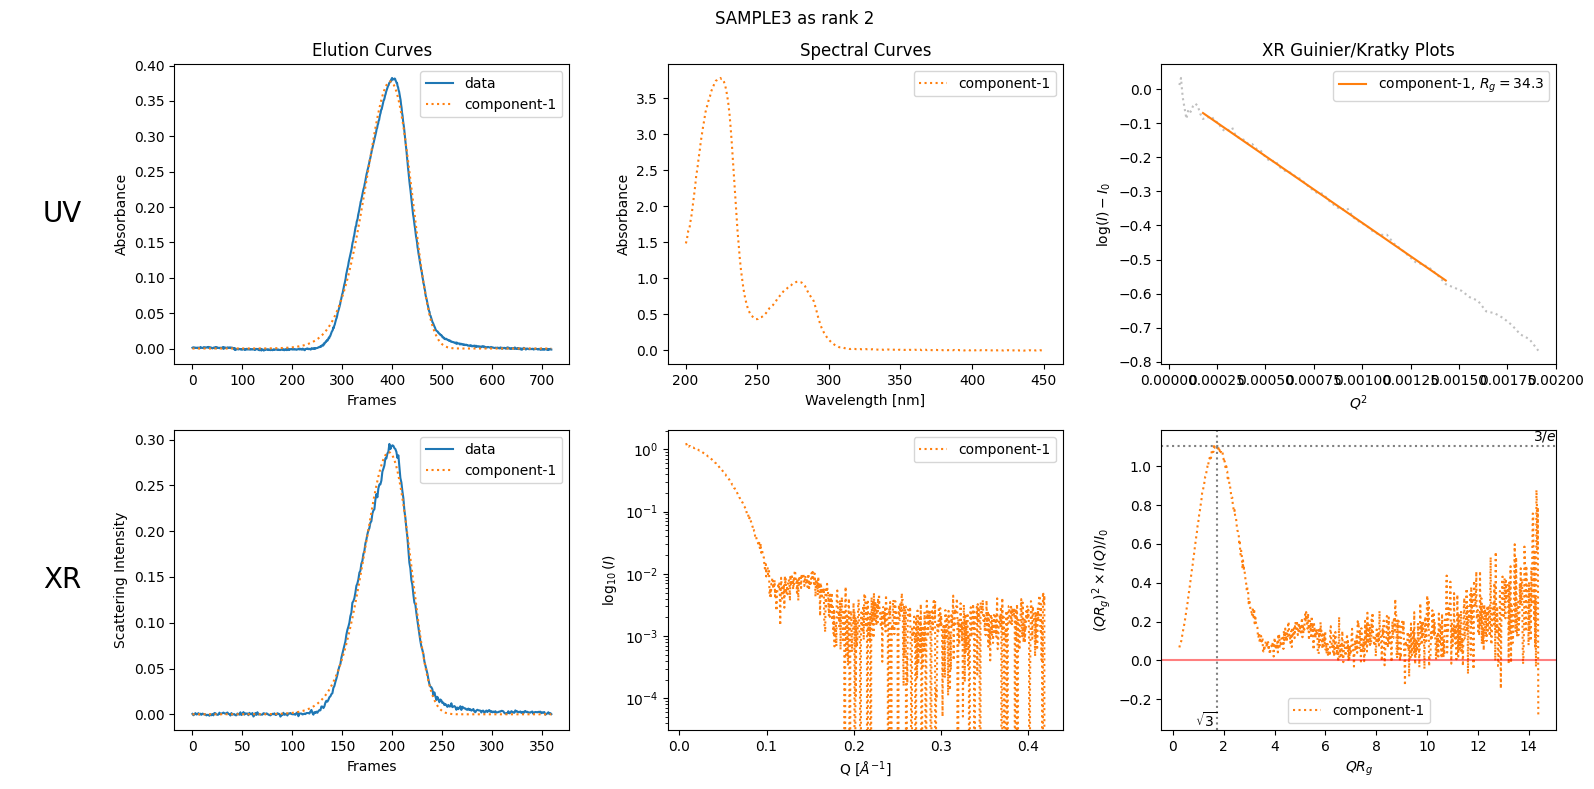 SAMPLE3 as rank 2
Elution Curves
Spectral Curves
XR Guinier/Kratky Plots
UV
0.40
0.35
0.30
0.25
0.20
0.15
0.10
0.05
0.00
Absorbance
data
component-1
0 100 200 300 400 500 600 700
Frames
3.5
3.0
2.5
2.0
1.5
1.0
0.5
0.0
Absorbance
component-1
200 250 300 350 400 450
Wavelength [nm]
0.0
−0.1
−0.2
−0.3
−0.4
−0.5
−0.6
−0.7
−0.8
log(I) − I₀
component-1, R_g = 34.3
0.00000 0.00025 0.00050 0.00075 0.00100 0.00125 0.00150 0.00175 0.00200
Q²
XR
0.30
0.25
0.20
0.15
0.10
0.05
0.00
Scattering Intensity
data
component-1
0 50 100 150 200 250 300 350
Frames
10⁰
10⁻¹
10⁻²
10⁻³
10⁻⁴
log₁₀(I)
component-1
0.0 0.1 0.2 0.3 0.4
Q [Å⁻¹]
3/e
1.0
0.8
0.6
0.4
0.2
0.0
−0.2
(QR_g)² × I(Q)/I₀
√3
component-1
0 2 4 6 8 10 12 14
QR_g